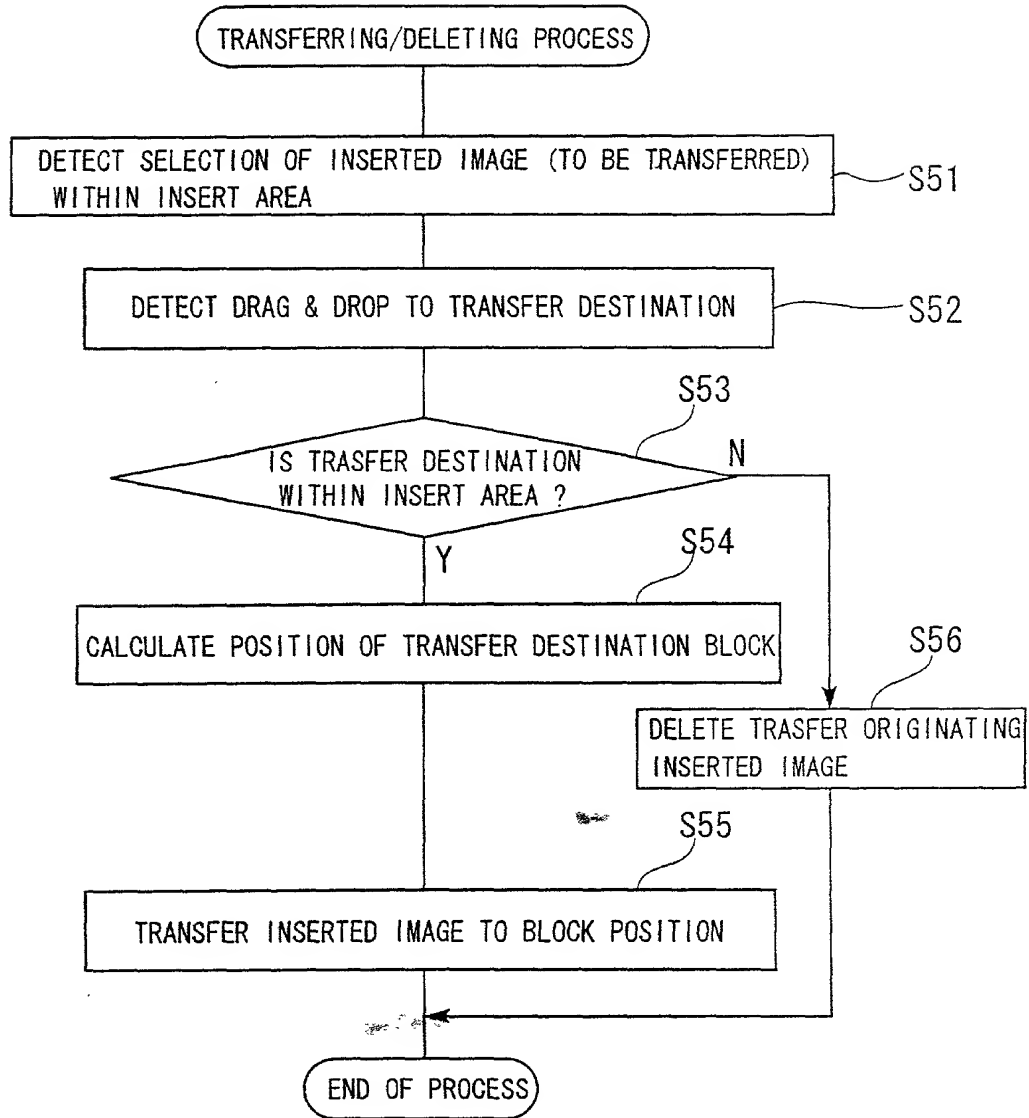 TRANSFERRING/DELETING PROCESS
DETECT SELECTION OF INSERTED IMAGE (TO BE TRANSFERRED)
WITHIN INSERT AREA
S51
DETECT DRAG & DROP TO TRANSFER DESTINATION
S52
S53
IS TRASFER DESTINATION
WITHIN INSERT AREA ?
N
Y
S54
CALCULATE POSITION OF TRANSFER DESTINATION BLOCK
S56
DELETE TRASFER ORIGINATING
INSERTED IMAGE
S55
TRANSFER INSERTED IMAGE TO BLOCK POSITION
END OF PROCESS